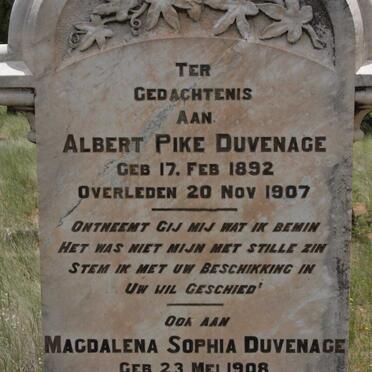 TER
GEDACHTENIS
AAN
ALBERT PIKE DUVENAGE
GEB 17. FEB 1892
OVERLEDEN 20 NOV 1907
ONTNEEMT GIJ MIJ WAT IK BEMIN
HET WAS NIET MIJN MET STILLE ZIN
STEM IK MET UW BESCHIKKING IN
UW WIL GESCHIED'
OOK AAN
MAGDALENA SOPHIA DUVENAGE
GEB 23 MEI 1908